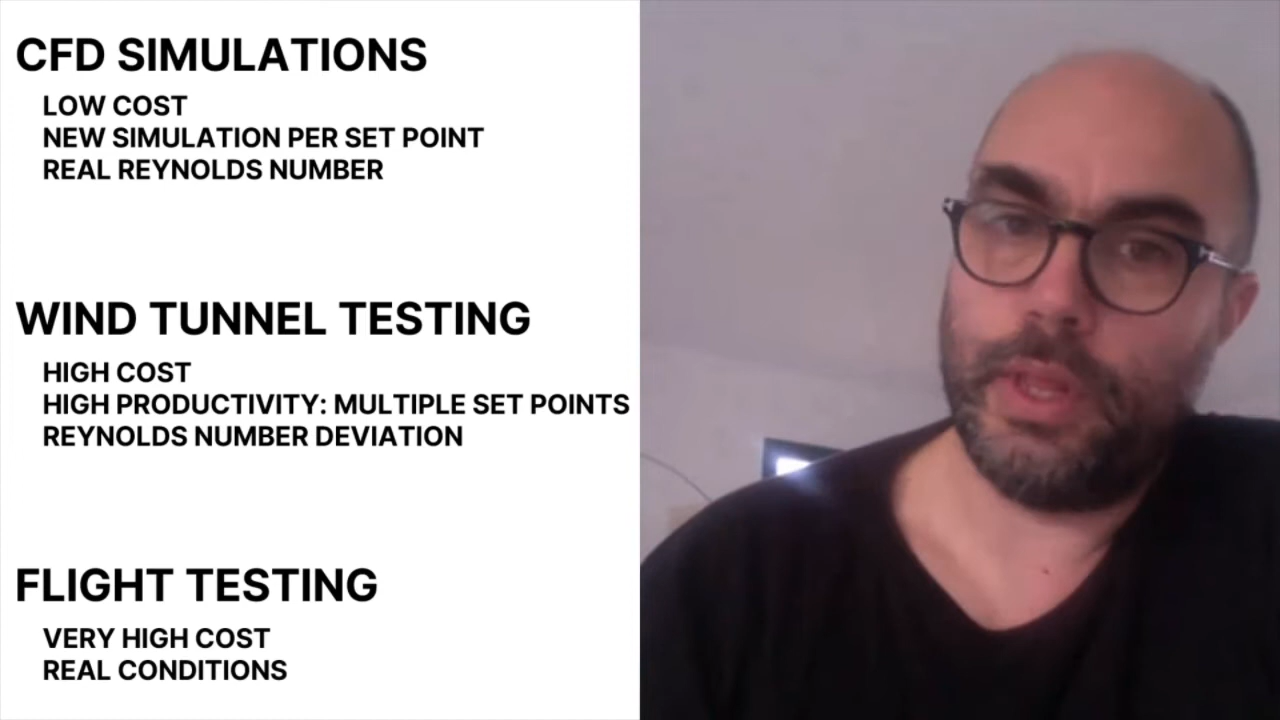 CFD SIMULATIONS
LOW COST
NEW SIMULATION PER SET POINT
REAL REYNOLDS NUMBER
WIND TUNNEL TESTING
HIGH COST
HIGH PRODUCTIVITY: MULTIPLE SET POINTS
REYNOLDS NUMBER DEVIATION
FLIGHT TESTING
VERY HIGH COST
REAL CONDITIONS